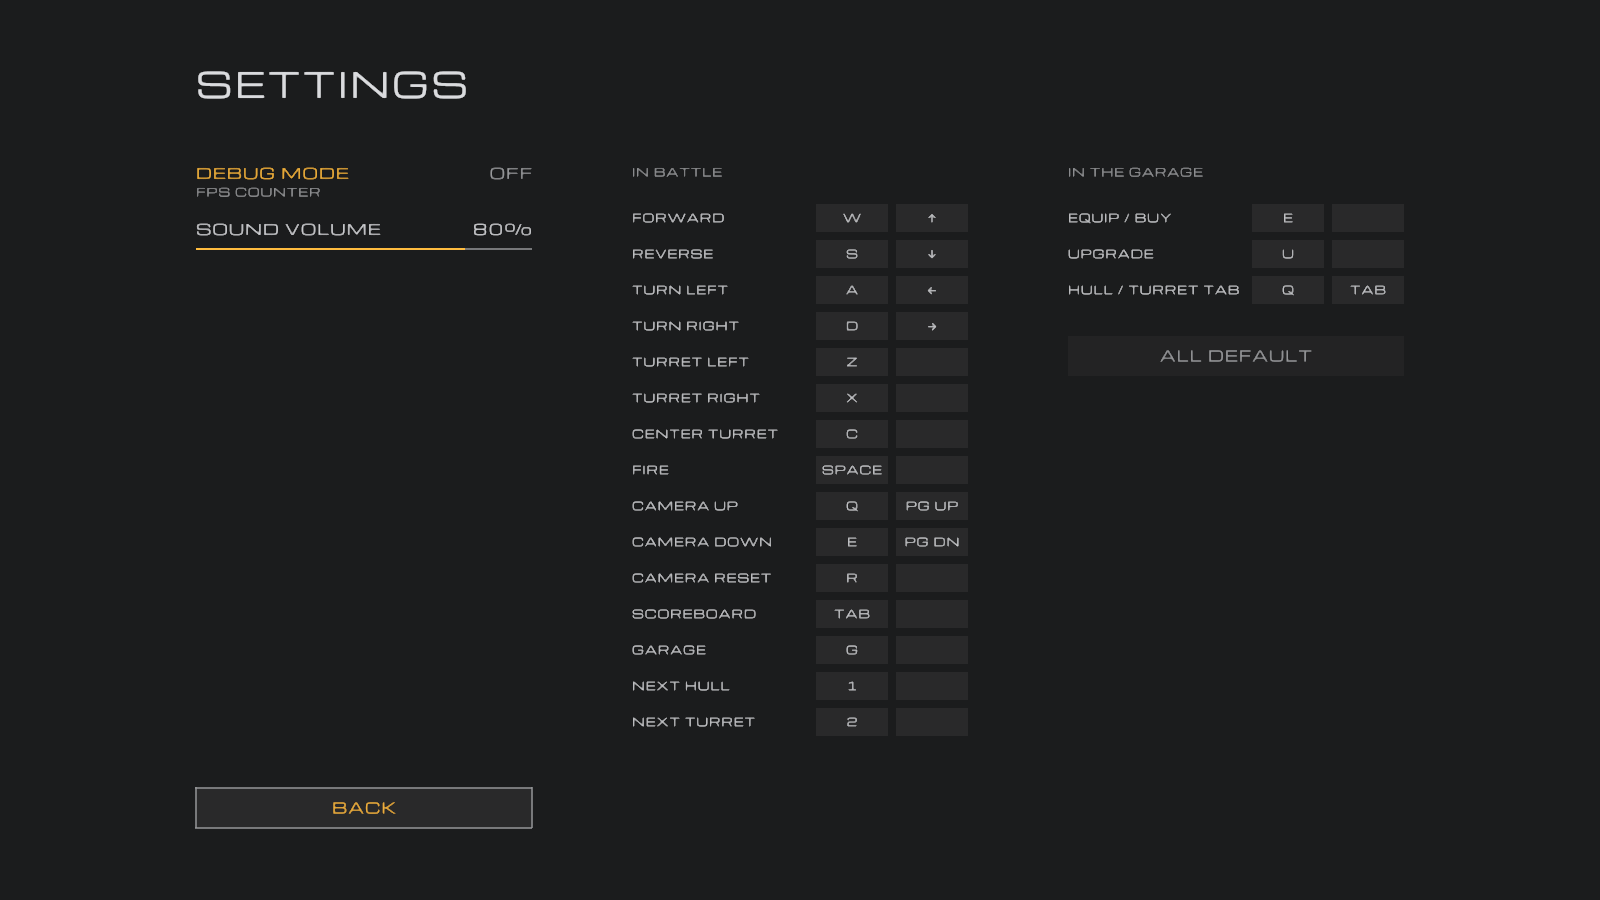 SETTINGS
DEBUG MODE OFF
FPS COUNTER
SOUND VOLUME 80%
IN BATTLE
FORWARD W ↑
REVERSE S ↓
TURN LEFT A ←
TURN RIGHT D →
TURRET LEFT Z
TURRET RIGHT X
CENTER TURRET C
FIRE SPACE
CAMERA UP Q PG UP
CAMERA DOWN E PG DN
CAMERA RESET R
SCOREBOARD TAB
GARAGE G
NEXT HULL 1
NEXT TURRET 2
IN THE GARAGE
EQUIP / BUY E
UPGRADE U
HULL / TURRET TAB Q TAB
ALL DEFAULT
BACK